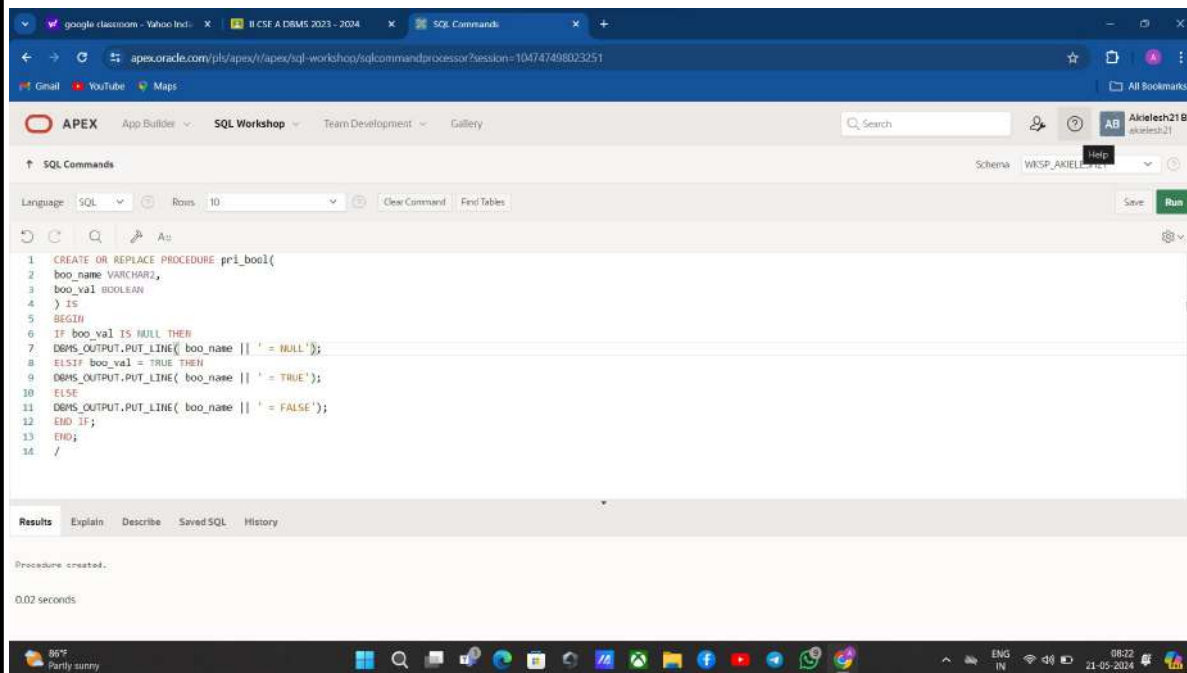 google classroom - Yahoo Ind
II CSE A DBMS 2023 - 2024
SQL Commands
apex.oracle.com/pls/apex/r/apex/sql-workshop/sqlcommandprocessor?session=104747498023251
Gmail YouTube Maps All Bookmarks
APEX App Builder SQL Workshop Team Development Gallery Search AB Akielesh21 B
akielesh21
Help
SQL Commands Schema
Language SQL Rows 10 Clear Command Find Tables Save Run
1 CREATE OR REPLACE PROCEDURE pri_bool(
2 boo_name VARCHAR2,
3 boo_val BOOLEAN
4 ) IS
5 BEGIN
6 IF boo_val IS NULL THEN
7 DBMS_OUTPUT.PUT_LINE( boo_name || ' = NULL');
8 ELSIF boo_val = TRUE THEN
9 DBMS_OUTPUT.PUT_LINE( boo_name || ' = TRUE');
10 ELSE
11 DBMS_OUTPUT.PUT_LINE( boo_name || ' = FALSE');
12 END IF;
13 END;
14 /
Results Explain Describe Saved SQL History
Procedure created.
0.02 seconds
86°F
Partly sunny
ENG
IN
08:22
21-05-2024